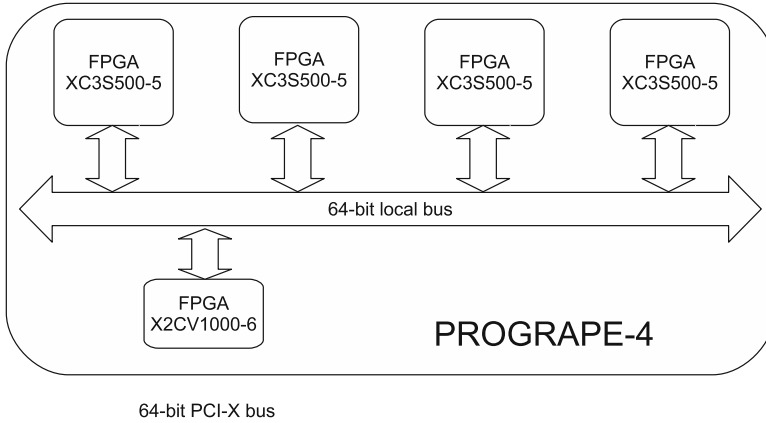 FPGA
XC3S500-5
FPGA
XC3S500-5
FPGA
XC3S500-5
FPGA
XC3S500-5
64-bit local bus
FPGA
X2CV1000-6
PROGRAPE-4
64-bit PCI-X bus